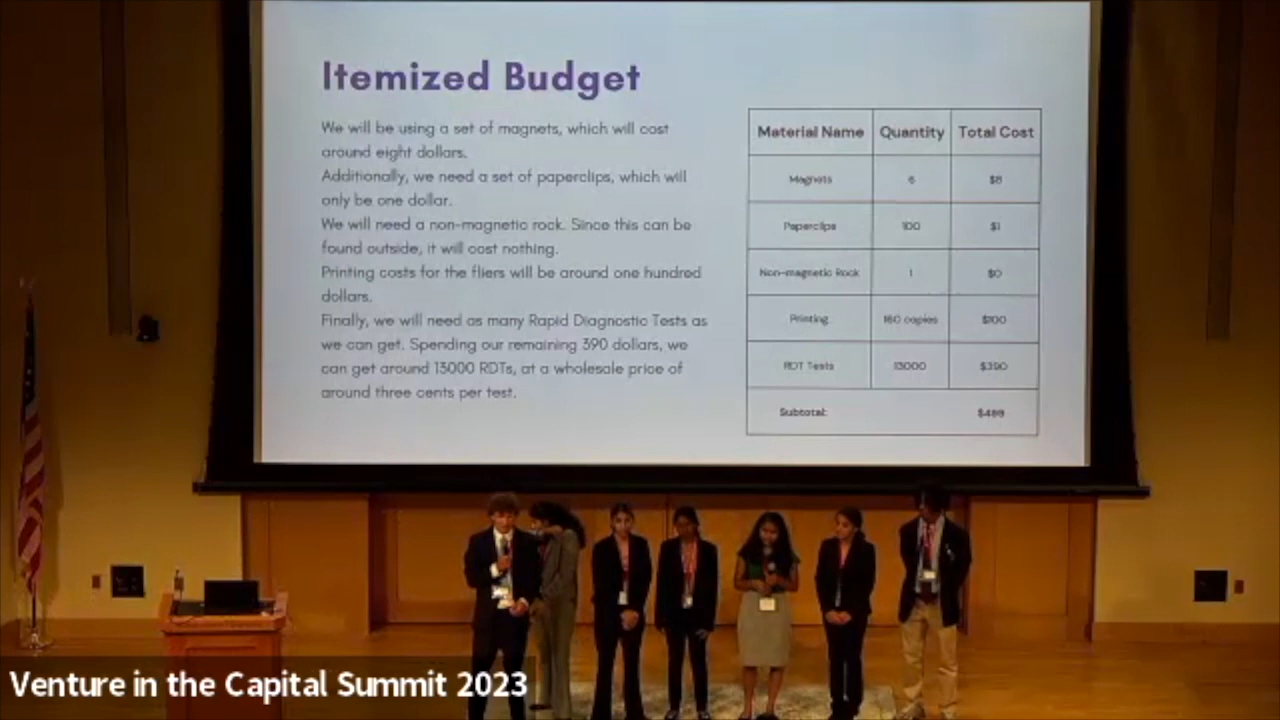 Itemized Budget
We will be using a set of magnets, which will cost
around eight dollars.
Additionally, we need a set of paperclips, which will
only be one dollar.
We will need a non-magnetic rock. Since this can be
found outside, it will cost nothing.
Printing costs for the fliers will be around one hundred
dollars.
Finally, we will need as many Rapid Diagnostic Tests as
we can get. Spending our remaining 390 dollars, we
can get around 13000 RDTs, at a wholesale price of
around three cents per test.
Material Name Quantity Total Cost
Magnets 6 $8
Paperclips 100 $1
Non-magnetic Rock 1 $0
Printing 160 copies $100
RDT Tests 13000 $390
Subtotal: $499
Venture in the Capital Summit 2023